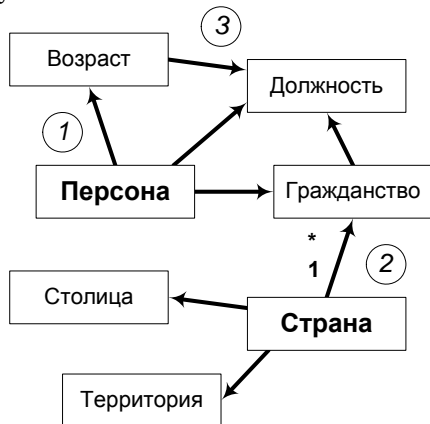 3
Возраст
Должность
1
Персона
Гражданство
*
1
2
Столица
Страна
Территория